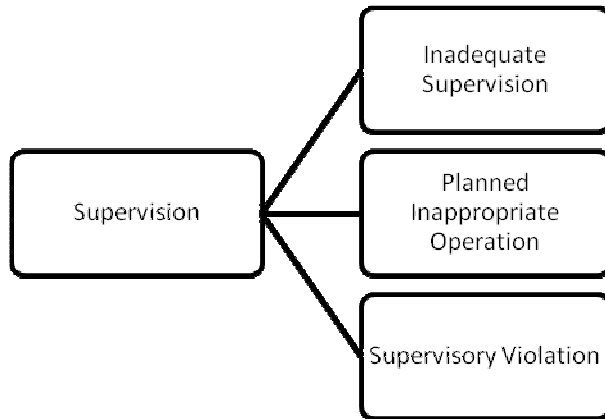 Inadequate
Supervision
Supervision
Planned
Inappropriate
Operation
Supervisory Violation